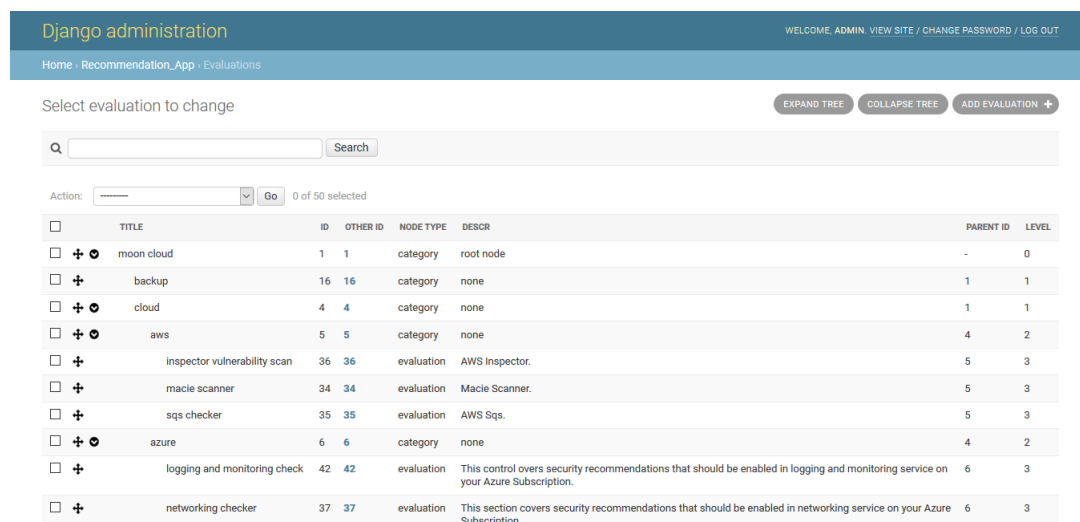 Django administration
WELCOME, ADMIN. VIEW SITE / CHANGE PASSWORD / LOG OUT
Home › Recommendation_App › Evaluations
Select evaluation to change
EXPAND TREE COLLAPSE TREE ADD EVALUATION +
Search
Action: --------- Go 0 of 50 selected
TITLE ID OTHER ID NODE TYPE DESCR PARENT ID LEVEL
moon cloud 1 1 category root node - 0
backup 16 16 category none 1 1
cloud 4 4 category none 1 1
aws 5 5 category none 4 2
inspector vulnerability scan 36 36 evaluation AWS Inspector. 5 3
macie scanner 34 34 evaluation Macie Scanner. 5 3
sqs checker 35 35 evaluation AWS Sqs. 5 3
azure 6 6 category none 4 2
logging and monitoring check 42 42 evaluation This control overs security recommendations that should be enabled in logging and monitoring service on 6 3
your Azure Subscription.
networking checker 37 37 evaluation This section covers security recommendations that should be enabled in networking service on your Azure 6 3
Subscription